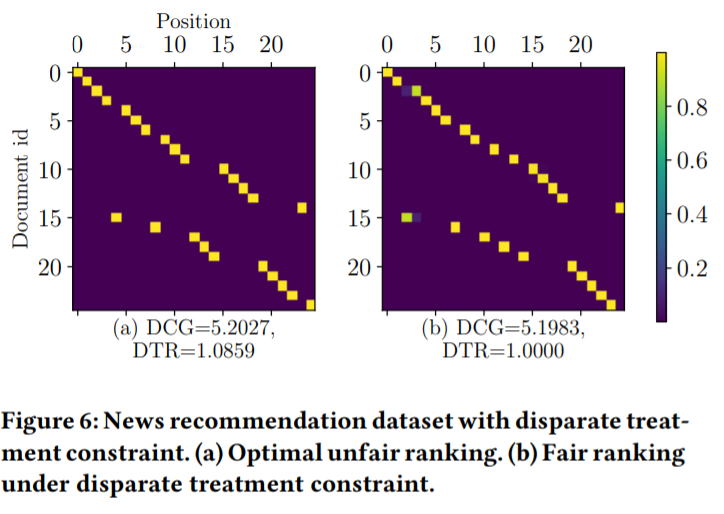 Position
0 5 10 15 20
0 5 10 15 20
Document id
0
5
10
15
20
0
5
10
15
20
0.8
0.6
0.4
0.2
(a) DCG=5.2027,
DTR=1.0859
(b) DCG=5.1983,
DTR=1.0000
Figure 6: News recommendation dataset with disparate treat-
ment constraint. (a) Optimal unfair ranking. (b) Fair ranking
under disparate treatment constraint.